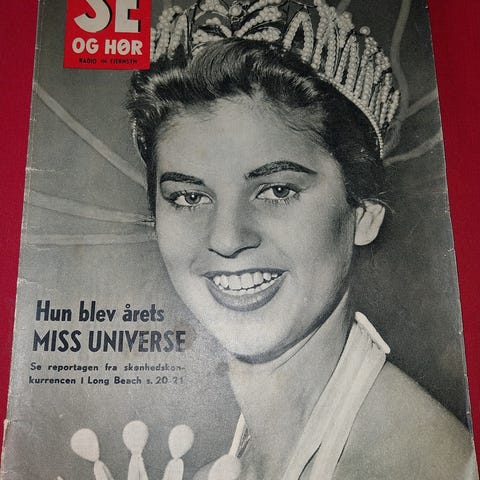 SE
OG HØR
RADIO OG FJERNSYN
Hun blev årets
MISS UNIVERSE
Se reportagen fra skønhedskon-
kurrencen i Long Beach s. 20-21